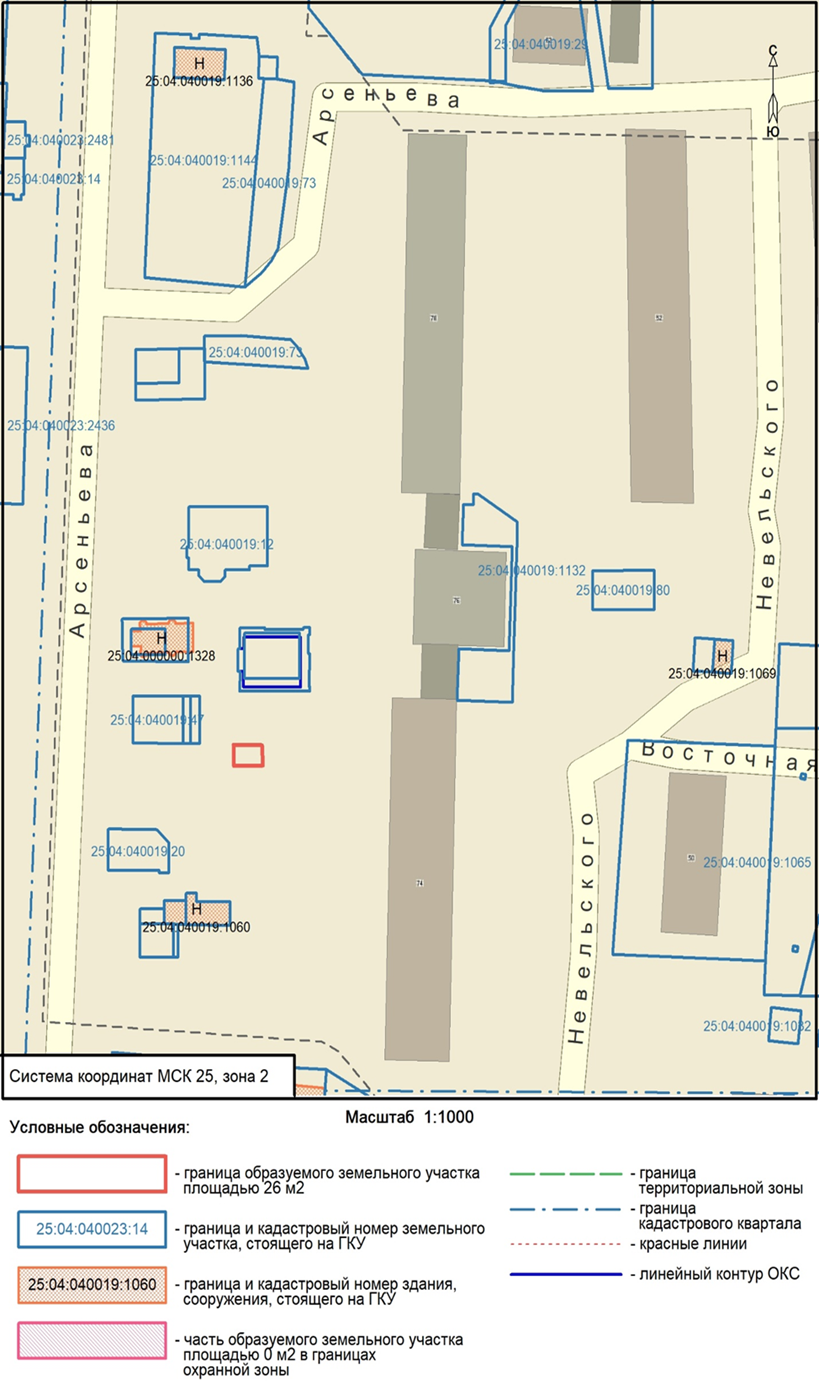 25:04:040019:29
С
Н
25:04:040019:1136
Арсеньева
Ю
25:04:040023:2481
25:04:040019:1144
25:04:040023:14
25:04:040019:73
78
52
25:04:040019:73
Невельского
25:04:040023:2436
Арсеньева
25:04:040019:12
25:04:040019:1132
25:04:040019:80
76
Н
25:04:000000:1328
Н
25:04:040019:1069
25:04:040019:47
Восточная
25:04:040019:20
Невельского
50
25:04:040019:1065
74
Н
25:04:040019:1060
25:04:040019:1032
Система координат МСК 25, зона 2
Масштаб 1:1000
Условные обозначения:
- граница образуемого земельного участка
площадью 26 м2
25:04:040023:14
- граница и кадастровый номер земельного
участка, стоящего на ГКУ
25:04:040019:1060
- граница и кадастровый номер здания,
сооружения, стоящего на ГКУ
- часть образуемого земельного участка
площадью 0 м2 в границах
охранной зоны
- граница
территориальной зоны
- граница
кадастрового квартала
- красные линии
- линейный контур ОКС